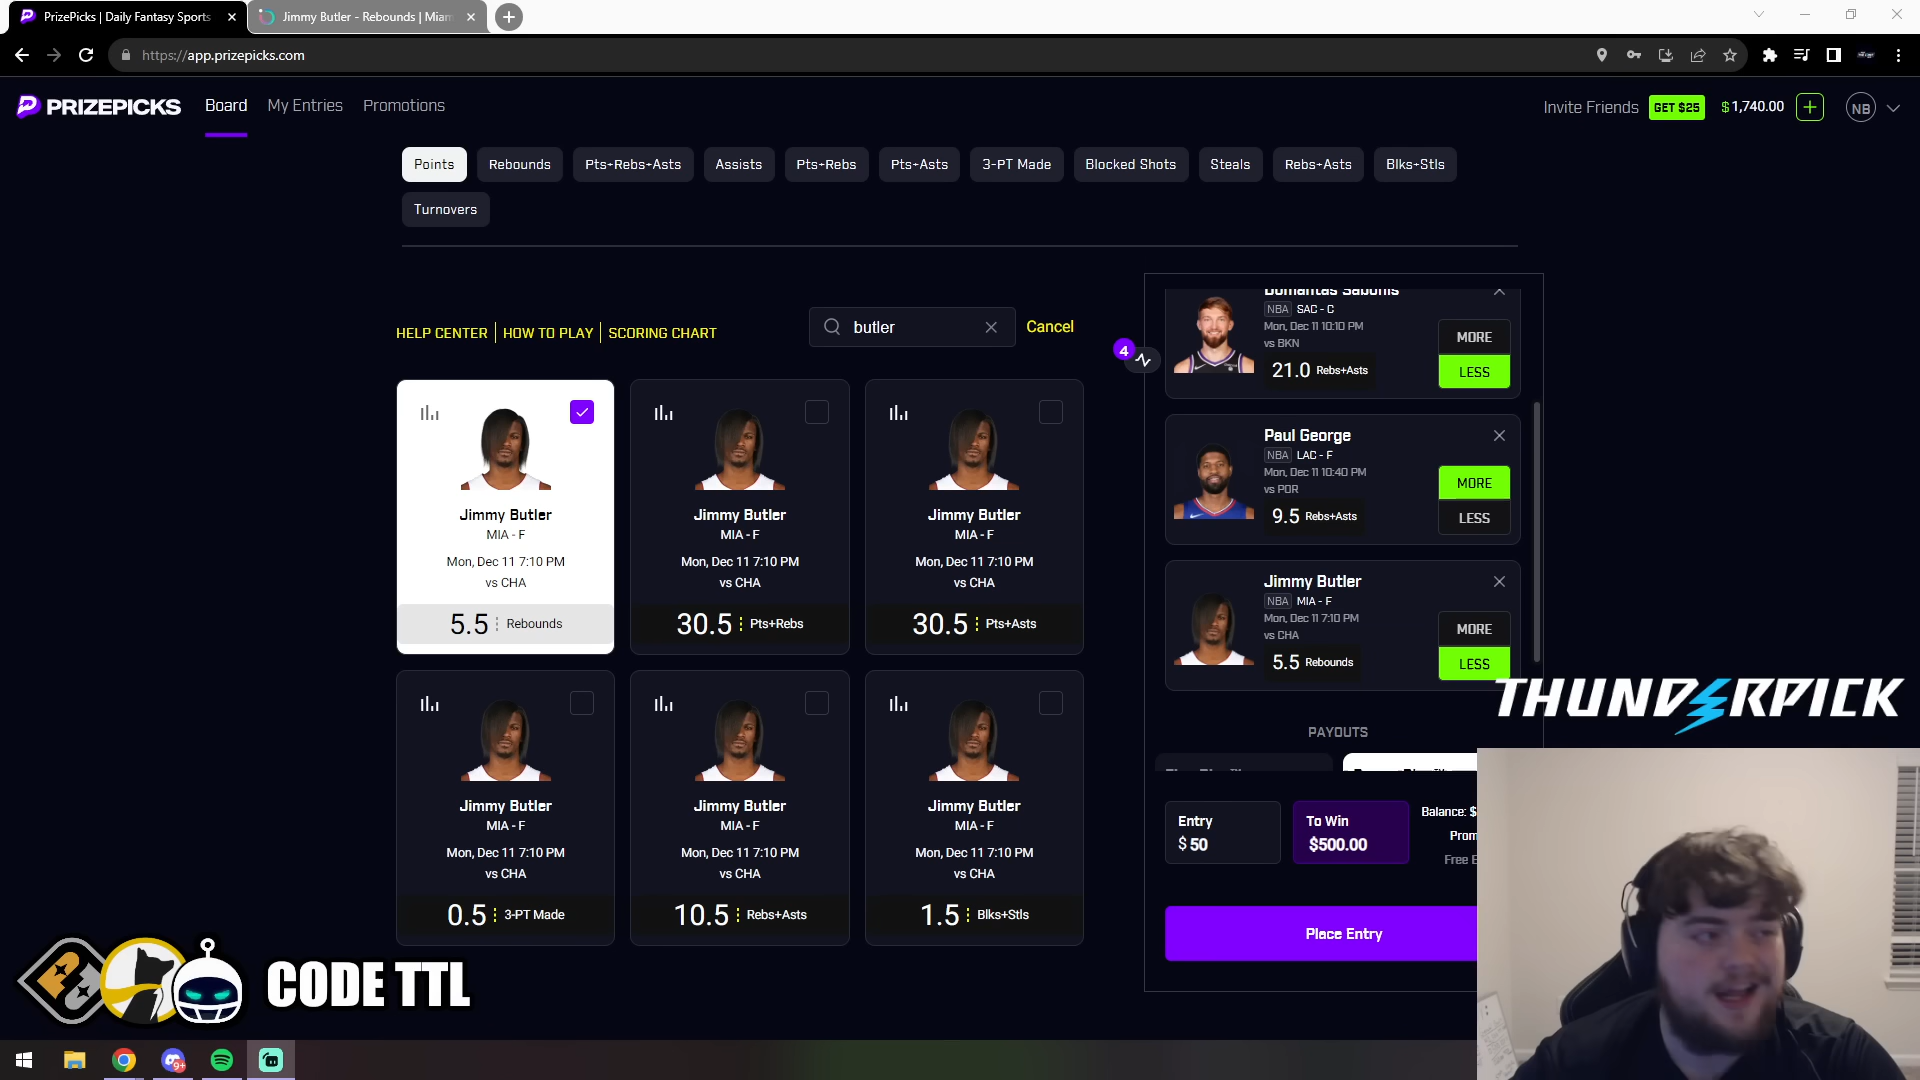 PrizePicks | Daily Fantasy Sports
Jimmy Butler - Rebounds | Miam
https://app.prizepicks.com
PRIZEPICKS
Board
My Entries
Promotions
Invite Friends
GET $25
$1,740.00
NB
Points
Rebounds
Pts+Rebs+Asts
Assists
Pts+Rebs
Pts+Asts
3-PT Made
Blocked Shots
Steals
Rebs+Asts
Blks+Stls
Turnovers
HELP CENTER
HOW TO PLAY
SCORING CHART
butler
Cancel
Jimmy Butler
MIA - F
Mon, Dec 11 7:10 PM
vs CHA
5.5 Rebounds
Jimmy Butler
MIA - F
Mon, Dec 11 7:10 PM
vs CHA
30.5 Pts+Rebs
Jimmy Butler
MIA - F
Mon, Dec 11 7:10 PM
vs CHA
30.5 Pts+Asts
Jimmy Butler
MIA - F
Mon, Dec 11 7:10 PM
vs CHA
0.5 3-PT Made
Jimmy Butler
MIA - F
Mon, Dec 11 7:10 PM
vs CHA
10.5 Rebs+Asts
Jimmy Butler
MIA - F
Mon, Dec 11 7:10 PM
vs CHA
1.5 Blks+Stls
4
Domantas Sabonis
NBA SAC - C
Mon, Dec 11 10:10 PM
vs BKN
21.0 Rebs+Asts
MORE
LESS
Paul George
NBA LAC - F
Mon, Dec 11 10:40 PM
vs POR
9.5 Rebs+Asts
MORE
LESS
Jimmy Butler
NBA MIA - F
Mon, Dec 11 7:10 PM
vs CHA
5.5 Rebounds
MORE
LESS
THUNDERPICK
PAYOUTS
Entry
$ 50
To Win
$500.00
Balance: $
Prom
Free E
Place Entry
CODE TTL
9+